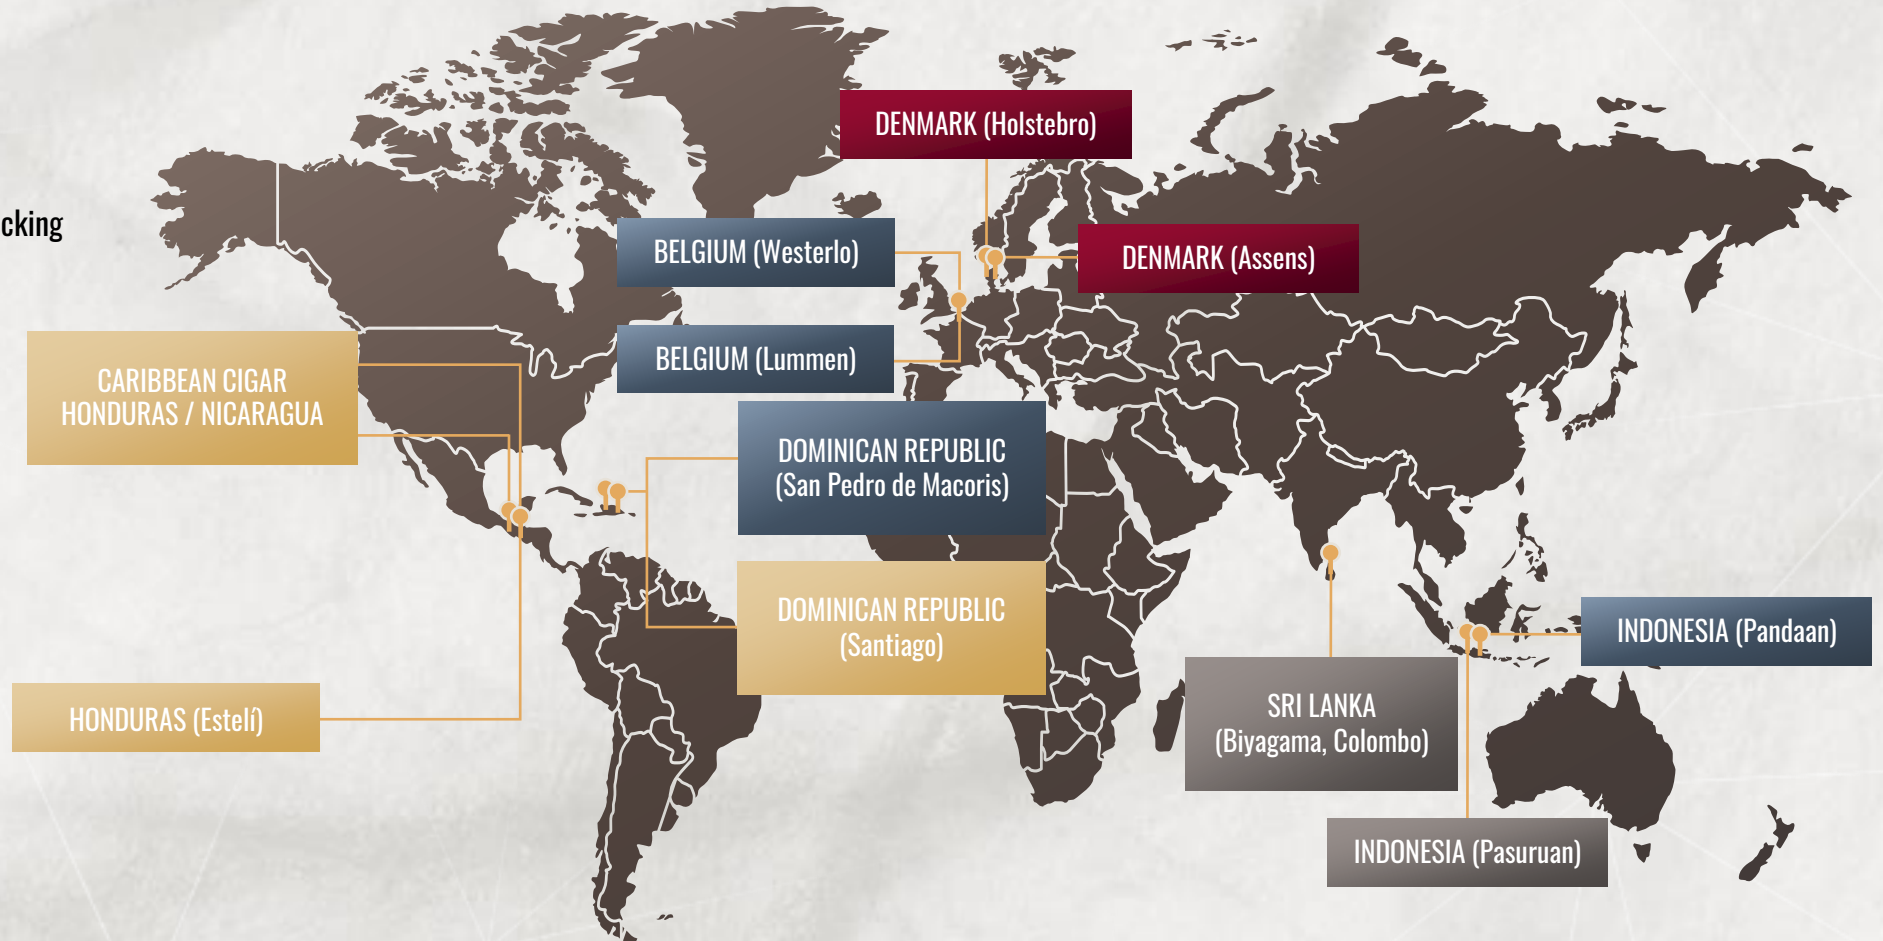 DENMARK (Holstebro)
cking
BELGIUM (Westerlo)
DENMARK (Assens)
BELGIUM (Lummen)
CARIBBEAN CIGAR
HONDURAS / NICARAGUA
DOMINICAN REPUBLIC
(San Pedro de Macoris)
DOMINICAN REPUBLIC
(Santiago)
INDONESIA (Pandaan)
HONDURAS (Estelí)
SRI LANKA
(Biyagama, Colombo)
INDONESIA (Pasuruan)